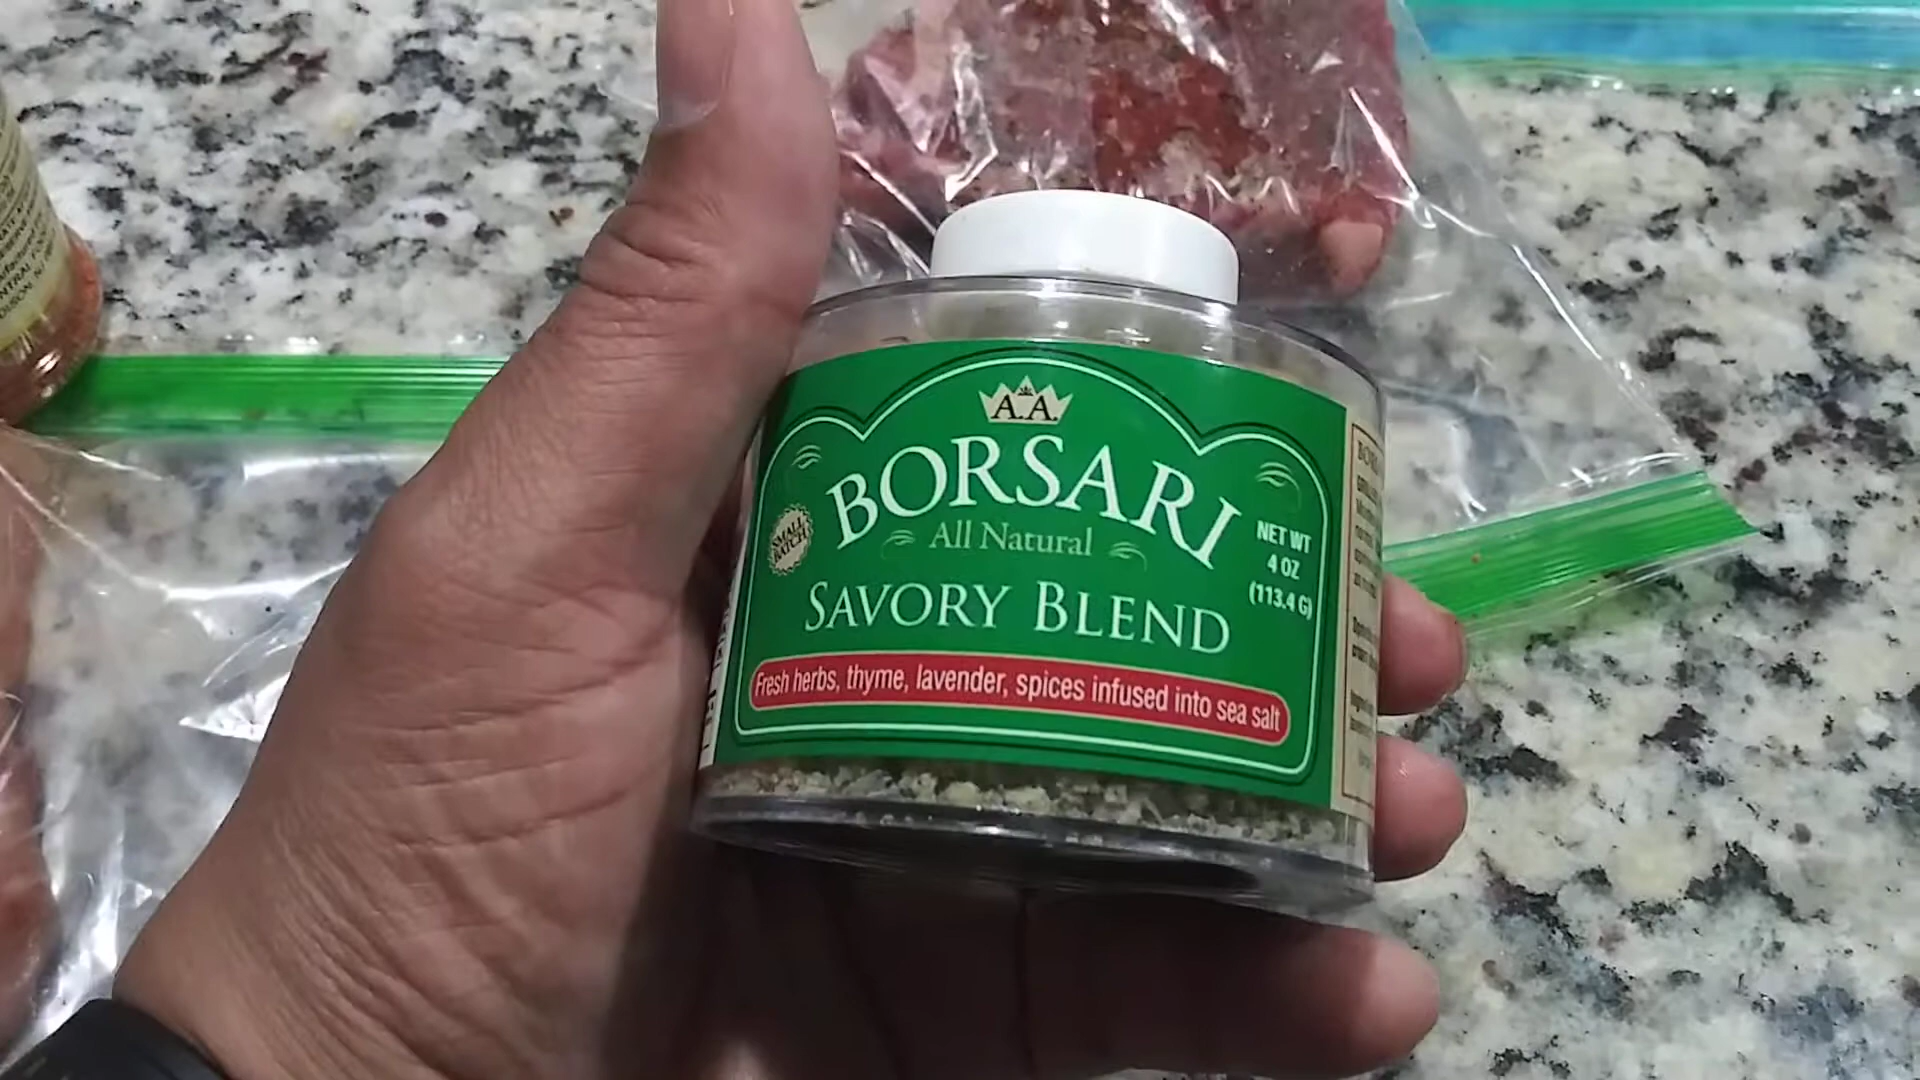 A.A.
BORSARI
All Natural
SMALL
BATCH
NET WT
4 OZ
(113.4 G)
SAVORY BLEND
Fresh herbs, thyme, lavender, spices infused into sea salt